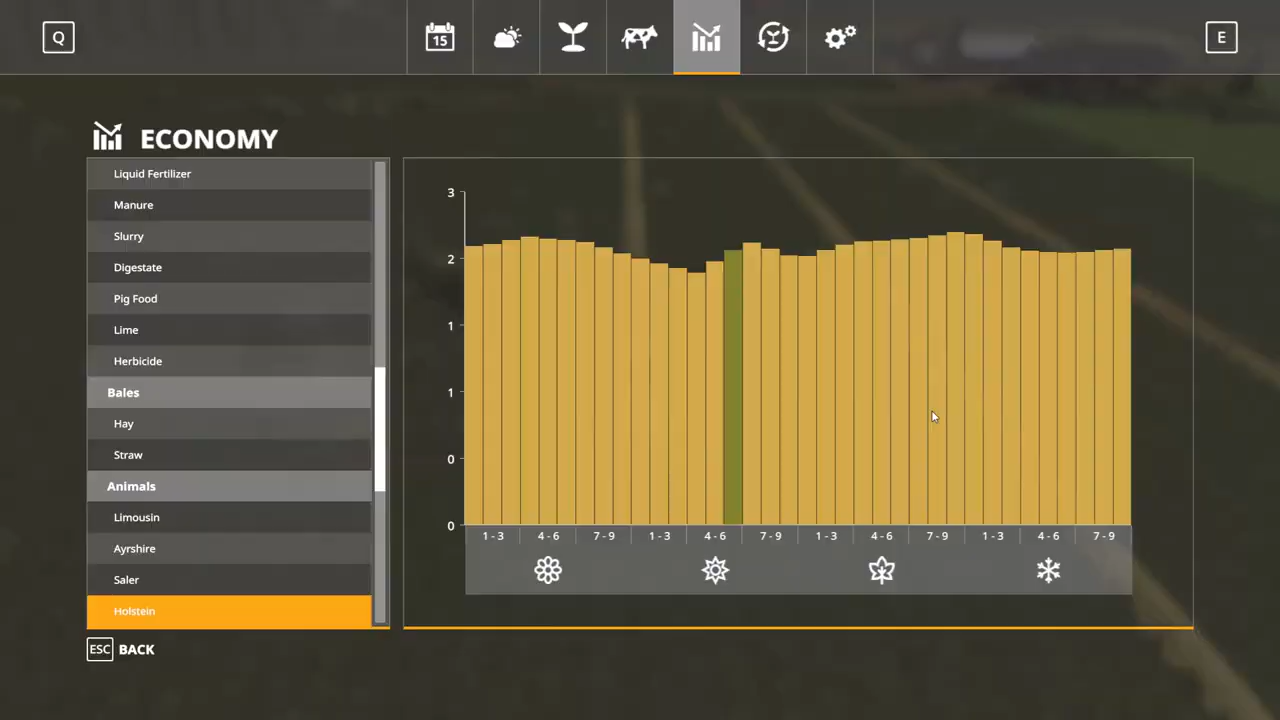 Q
15
E
ECONOMY
Liquid Fertilizer
Manure
Slurry
Digestate
Pig Food
Lime
Herbicide
Bales
Hay
Straw
Animals
Limousin
Ayrshire
Saler
Holstein
3
2
1
1
0
0
1 - 3 4 - 6 7 - 9 1 - 3 4 - 6 7 - 9 1 - 3 4 - 6 7 - 9 1 - 3 4 - 6 7 - 9
ESC BACK